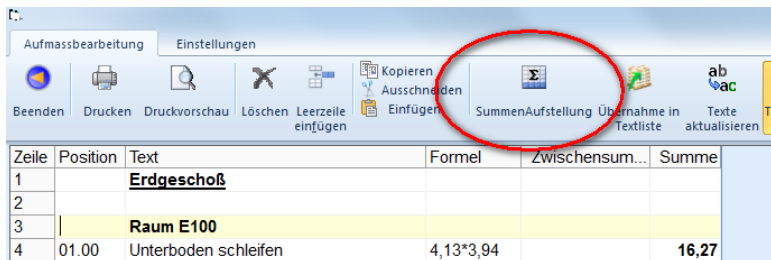 Aufmassbearbeitung Einstellungen
Beenden Drucken Druckvorschau Löschen Leerzeile einfügen Kopieren Ausschneiden Einfügen Σ SummenAufstellung Übernahme in Textliste ab ac Texte aktualisieren
Zeile Position Text Formel Zwischensum... Summe
1 Erdgeschoß
2
3 Raum E100
4 01.00 Unterboden schleifen 4,13*3,94 16,27